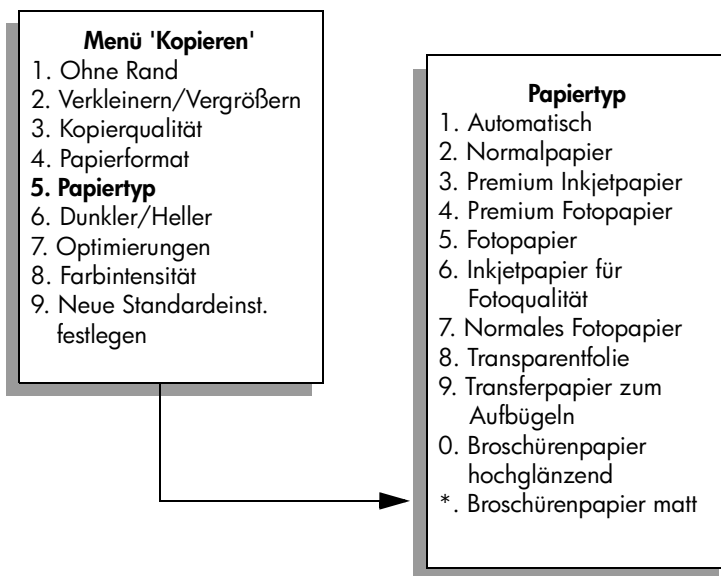 Menü 'Kopieren'
1. Ohne Rand
2. Verkleinern/Vergrößern
3. Kopierqualität
4. Papierformat
5. Papiertyp
6. Dunkler/Heller
7. Optimierungen
8. Farbintensität
9. Neue Standardeinst.
festlegen
Papiertyp
1. Automatisch
2. Normalpapier
3. Premium Inkjetpapier
4. Premium Fotopapier
5. Fotopapier
6. Inkjetpapier für
Fotoqualität
7. Normales Fotopapier
8. Transparentfolie
9. Transferpapier zum
Aufbügeln
0. Broschürenpapier
hochglänzend
*. Broschürenpapier matt